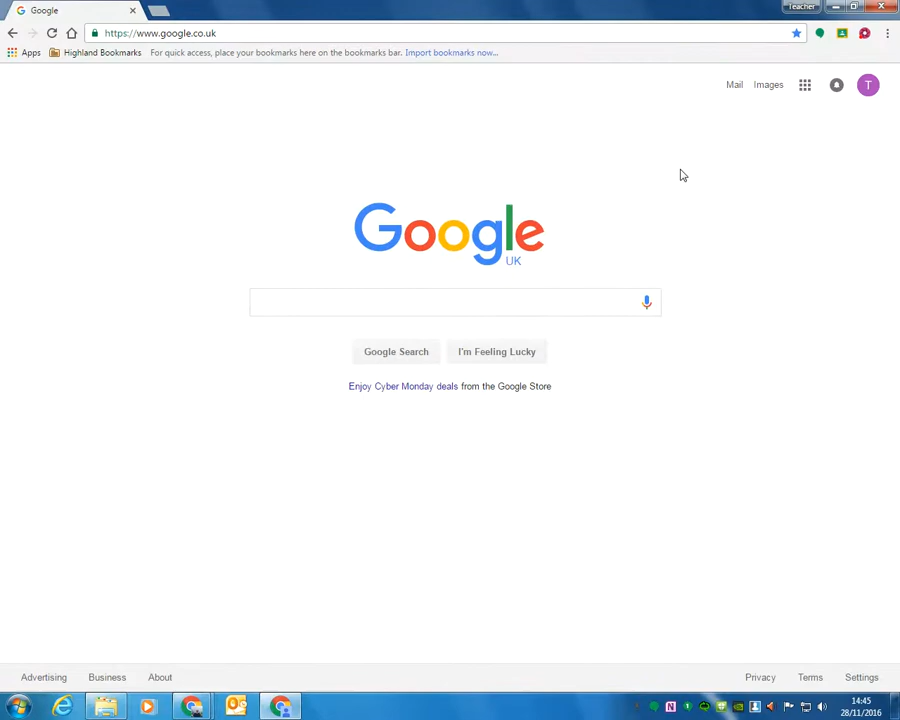 Google
Teacher
https://www.google.co.uk
Apps Highland Bookmarks For quick access, place your bookmarks here on the bookmarks bar. Import bookmarks now...
Mail Images T
Google
UK
Google Search I'm Feeling Lucky
Enjoy Cyber Monday deals from the Google Store
Advertising Business About Privacy Terms Settings
14:45
28/11/2016